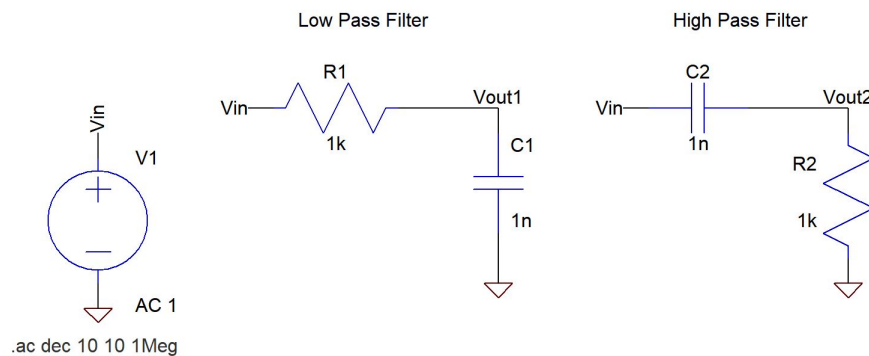 Low Pass Filter
High Pass Filter
R1
C2
Vin
Vout1
Vin
Vout2
Vin
1k
C1
1n
V1
R2
1n
1k
AC 1
.ac dec 10 10 1Meg